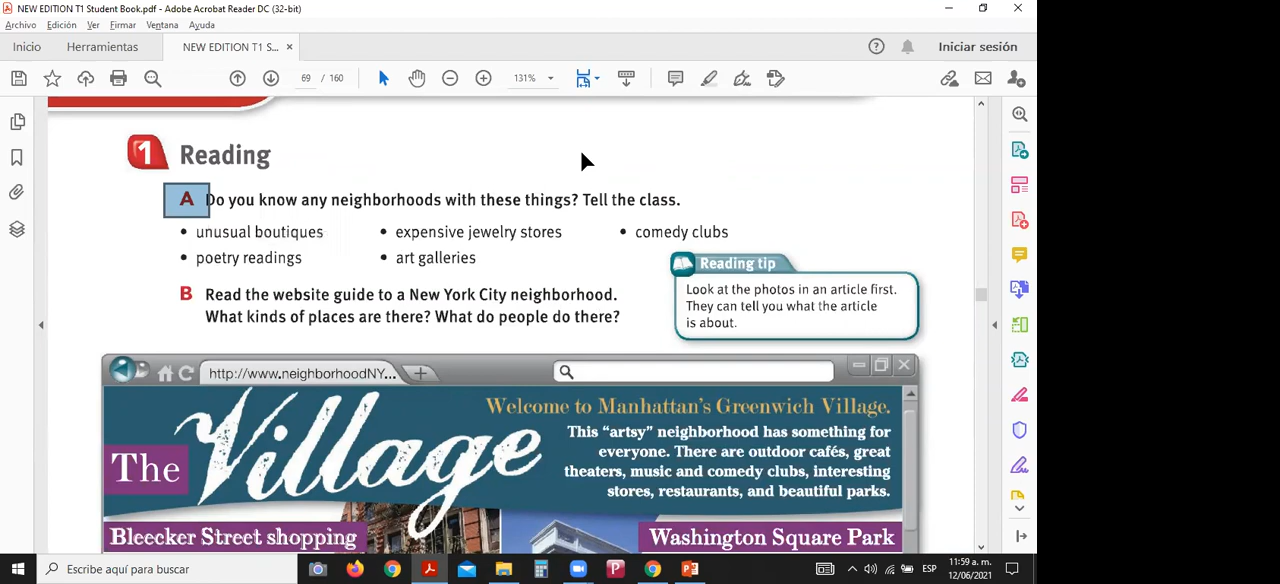 NEW EDITION T1 Student Book.pdf - Adobe Acrobat Reader DC (32-bit)
Archivo Edición Ver Firmar Ventana Ayuda
Inicio Herramientas NEW EDITION T1 S... × Iniciar sesión
69 / 160 131%
1 Reading
A Do you know any neighborhoods with these things? Tell the class.
• unusual boutiques • expensive jewelry stores • comedy clubs
• poetry readings • art galleries
Reading tip
Look at the photos in an article first.
They can tell you what the article
is about.
B Read the website guide to a New York City neighborhood.
What kinds of places are there? What do people do there?
http://www.neighborhoodNY...
The Village
Welcome to Manhattan's Greenwich Village.
This “artsy” neighborhood has something for
everyone. There are outdoor cafés, great
theaters, music and comedy clubs, interesting
stores, restaurants, and beautiful parks.
Bleecker Street shopping
Washington Square Park
Escribe aquí para buscar
ESP
11:59 a. m.
12/06/2021